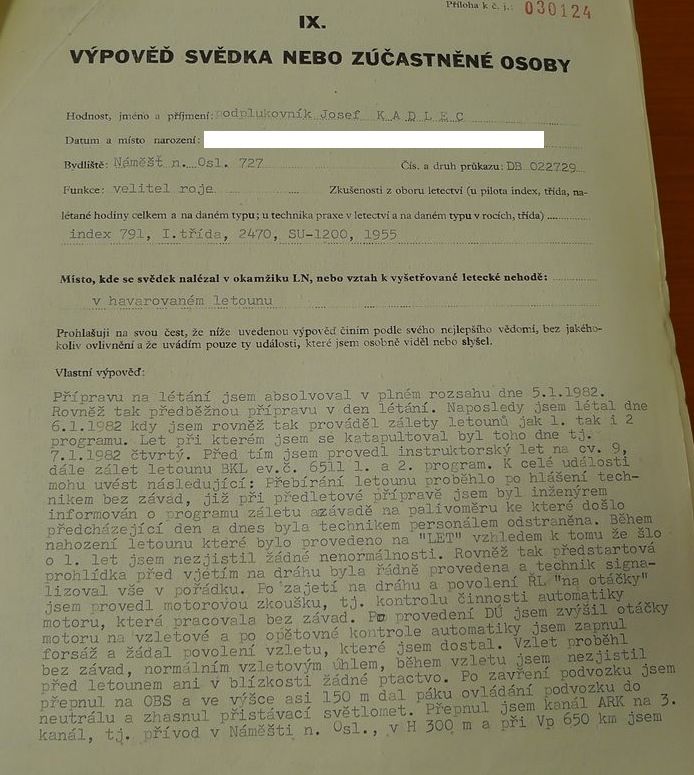 Příloha k č. j.: 030124
IX.
VÝPOVĚĎ SVĚDKA NEBO ZÚČASTNĚNÉ OSOBY
Hodnost, jméno a příjmení: podplukovník Josef K A D L E C
Datum a místo narození:
Bydliště: Náměšť n. Osl. 727 Čís. a druh průkazu: DB 022729
Funkce: velitel roje Zkušenosti z oboru letectví (u pilota index, třída, na-
létané hodiny celkem a na daném typu; u technika praxe v letectví a na daném typu v rocích, třída)
index 791, I.třída, 2470, SU-1200, 1955
Místo, kde se svědek nalézal v okamžiku LN, nebo vztah k vyšetřované letecké nehodě:
v havarovaném letounu
Prohlašuji na svou čest, že níže uvedenou výpověď činím podle svého nejlepšího vědomí, bez jakého-
koliv ovlivnění a že uvádím pouze ty události, které jsem osobně viděl nebo slyšel.
Vlastní výpověď:
Přípravu na létání jsem absolvoval v plném rozsahu dne 5.1.1982.
Rovněž tak předběžnou přípravu v den létání. Naposledy jsem létal dne
6.1.1982 kdy jsem rovněž tak prováděl zálety letounů jak 1. tak i 2
programu. Let při kterém jsem se katapultoval byl toho dne tj.
7.1.1982 čtvrtý. Před tím jsem provedl instruktorský let na cv. 9,
dále zálet letounu BKL ev.č. 6511 1. a 2. program. K celé události
mohu uvést následující: Přebírání letounu proběhlo po hlášení tech-
nikem bez závad, již při předletové přípravě jsem byl inženýrem
informován o programu záletu a závadě na palivoměru ke které došlo
předcházející den a dnes byla technikem personálem odstraněna. Během
nahození letounu které bylo provedeno na "LET" vzhledem k tomu že šlo
o 1. let jsem nezjistil žádné nenormálnosti. Rovněž tak předstartová
prohlídka před vjetím na dráhu byla řádně provedena a technik signa-
lizoval vše v pořádku. Po zajetí na dráhu a povolení ŘL "na otáčky"
jsem provedl motorovou zkoušku, tj. kontrolu činnosti automatiky
motoru, která pracovala bez závad. Po provedení DÚ jsem zvýšil otáčky
motoru na vzletové a po opětovné kontrole automatiky jsem zapnul
forsáž a žádal povolení vzletu, které jsem dostal. Vzlet proběhl
bez závad, normálním vzletovým úhlem, během vzletu jsem nezjistil
před letounem ani v blízkosti žádné ptactvo. Po zavření podvozku jsem
přepnul na OBS a ve výšce asi 150 m dal páku ovládání podvozku do
neutrálu a zhasnul přistávací světlomet. Přepnul jsem kanál ARK na 3.
kanál, tj. přívod v Náměšti n. Osl., v H 300 m a při Vp 650 km jsem